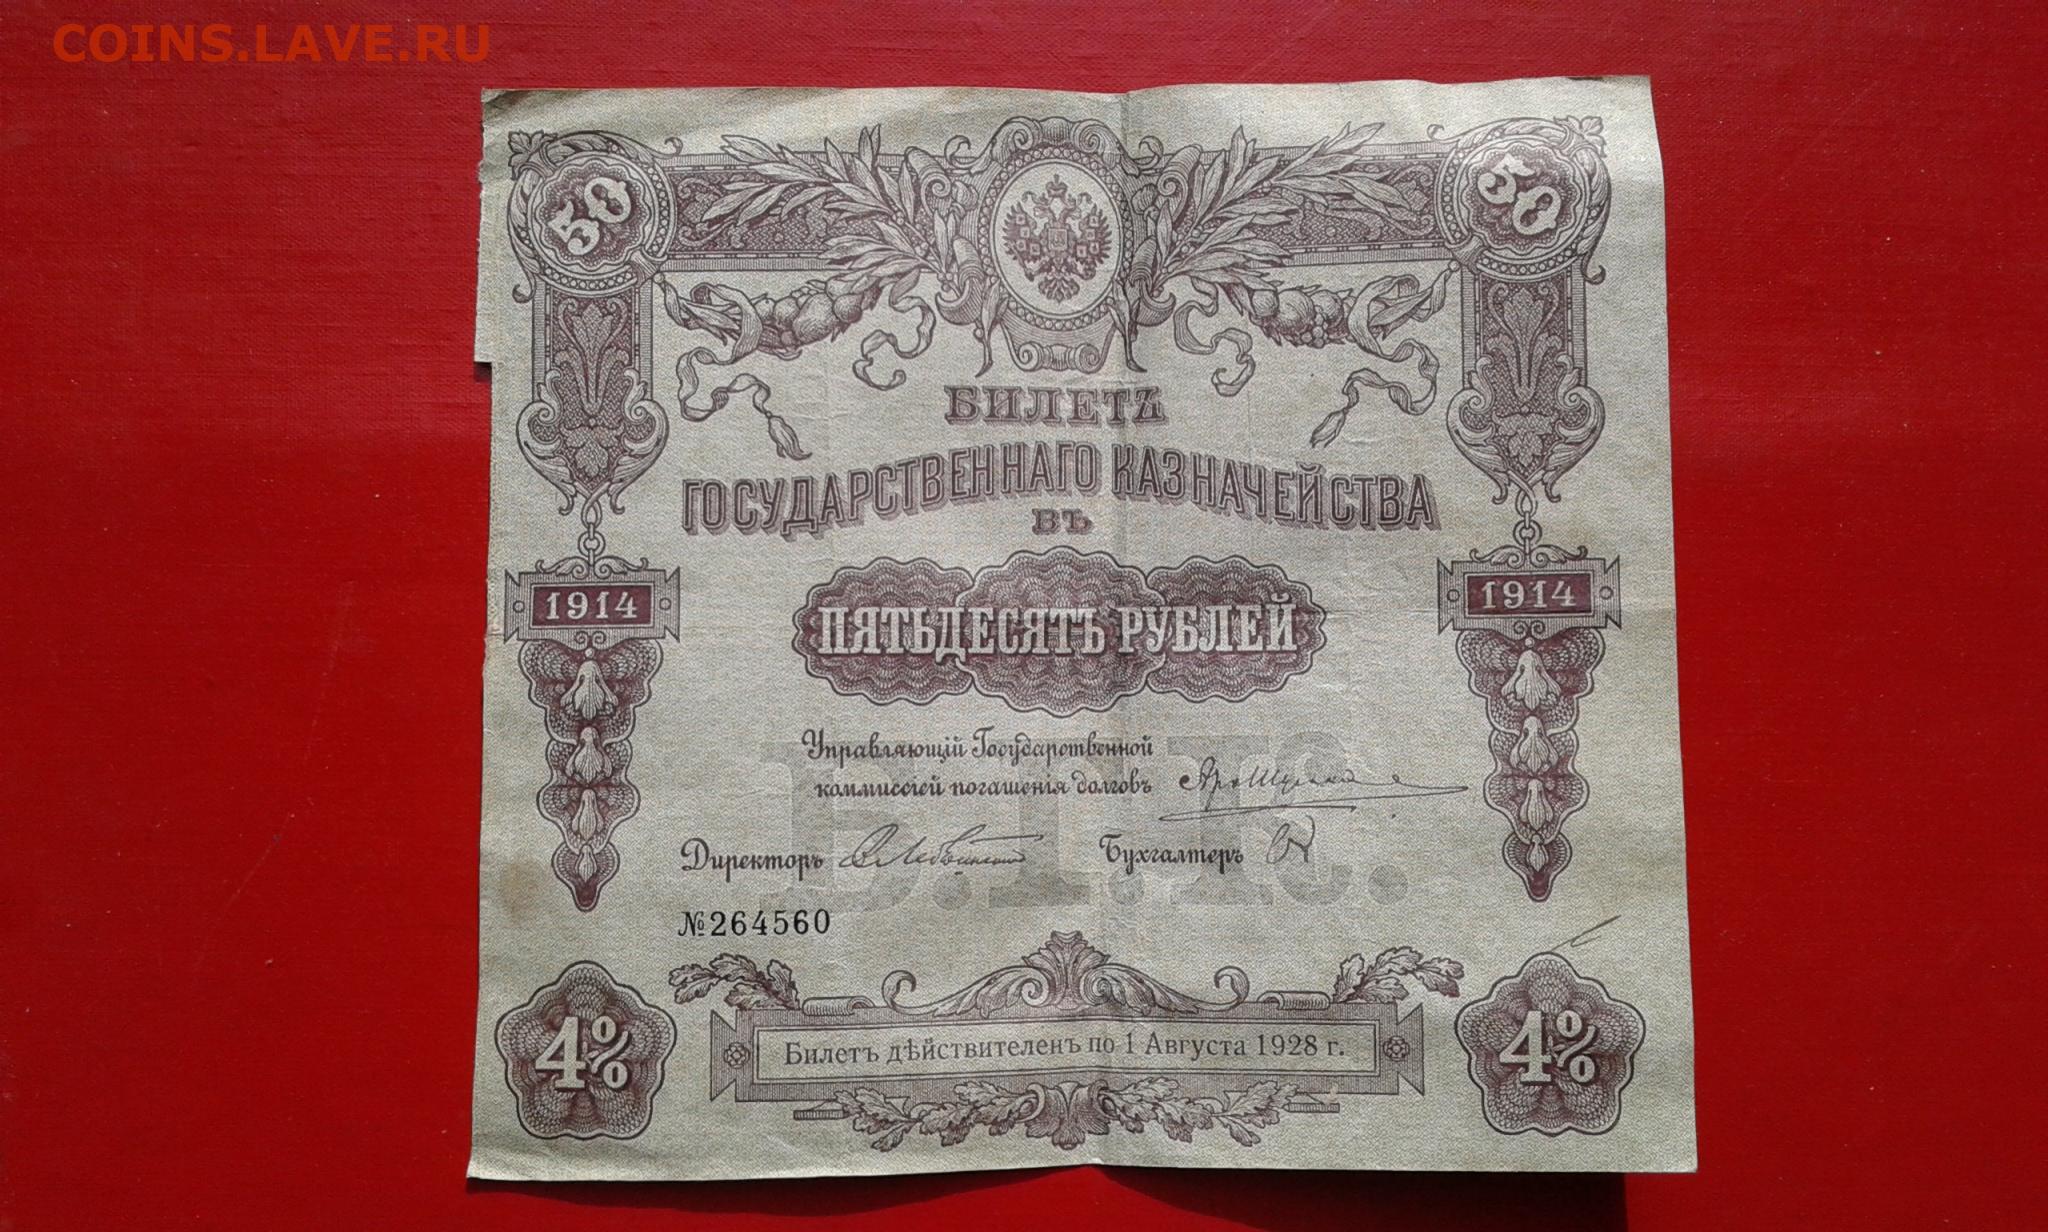 COINS.LAVE.RU
50 50
БИЛЕТЪ
ГОСУДАРСТВЕННАГО КАЗНАЧЕЙСТВА
ВЪ
1914 1914
ПЯТЬДЕСЯТЪ РУБЛЕЙ
Управляющій Государственной
коммиссіей погашенія долговъ
Директоръ Бухгалтеръ
№264560
4% 4%
Билетъ дѣйствителенъ по 1 Августа 1928 г.